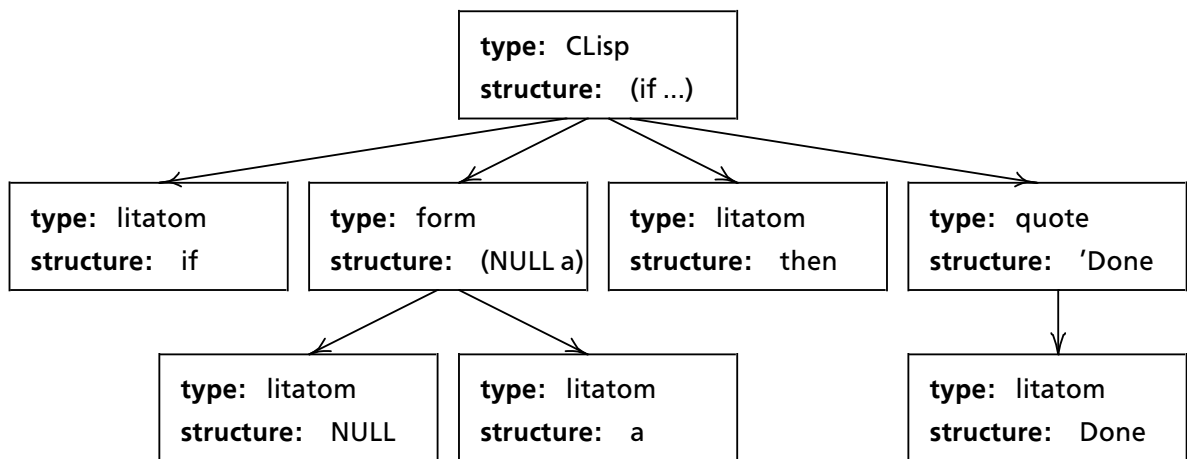 type: CLisp
structure: (if ...)
type: litatom
structure: if
type: form
structure: (NULL a)
type: litatom
structure: then
type: quote
structure: 'Done
type: litatom
structure: NULL
type: litatom
structure: a
type: litatom
structure: Done